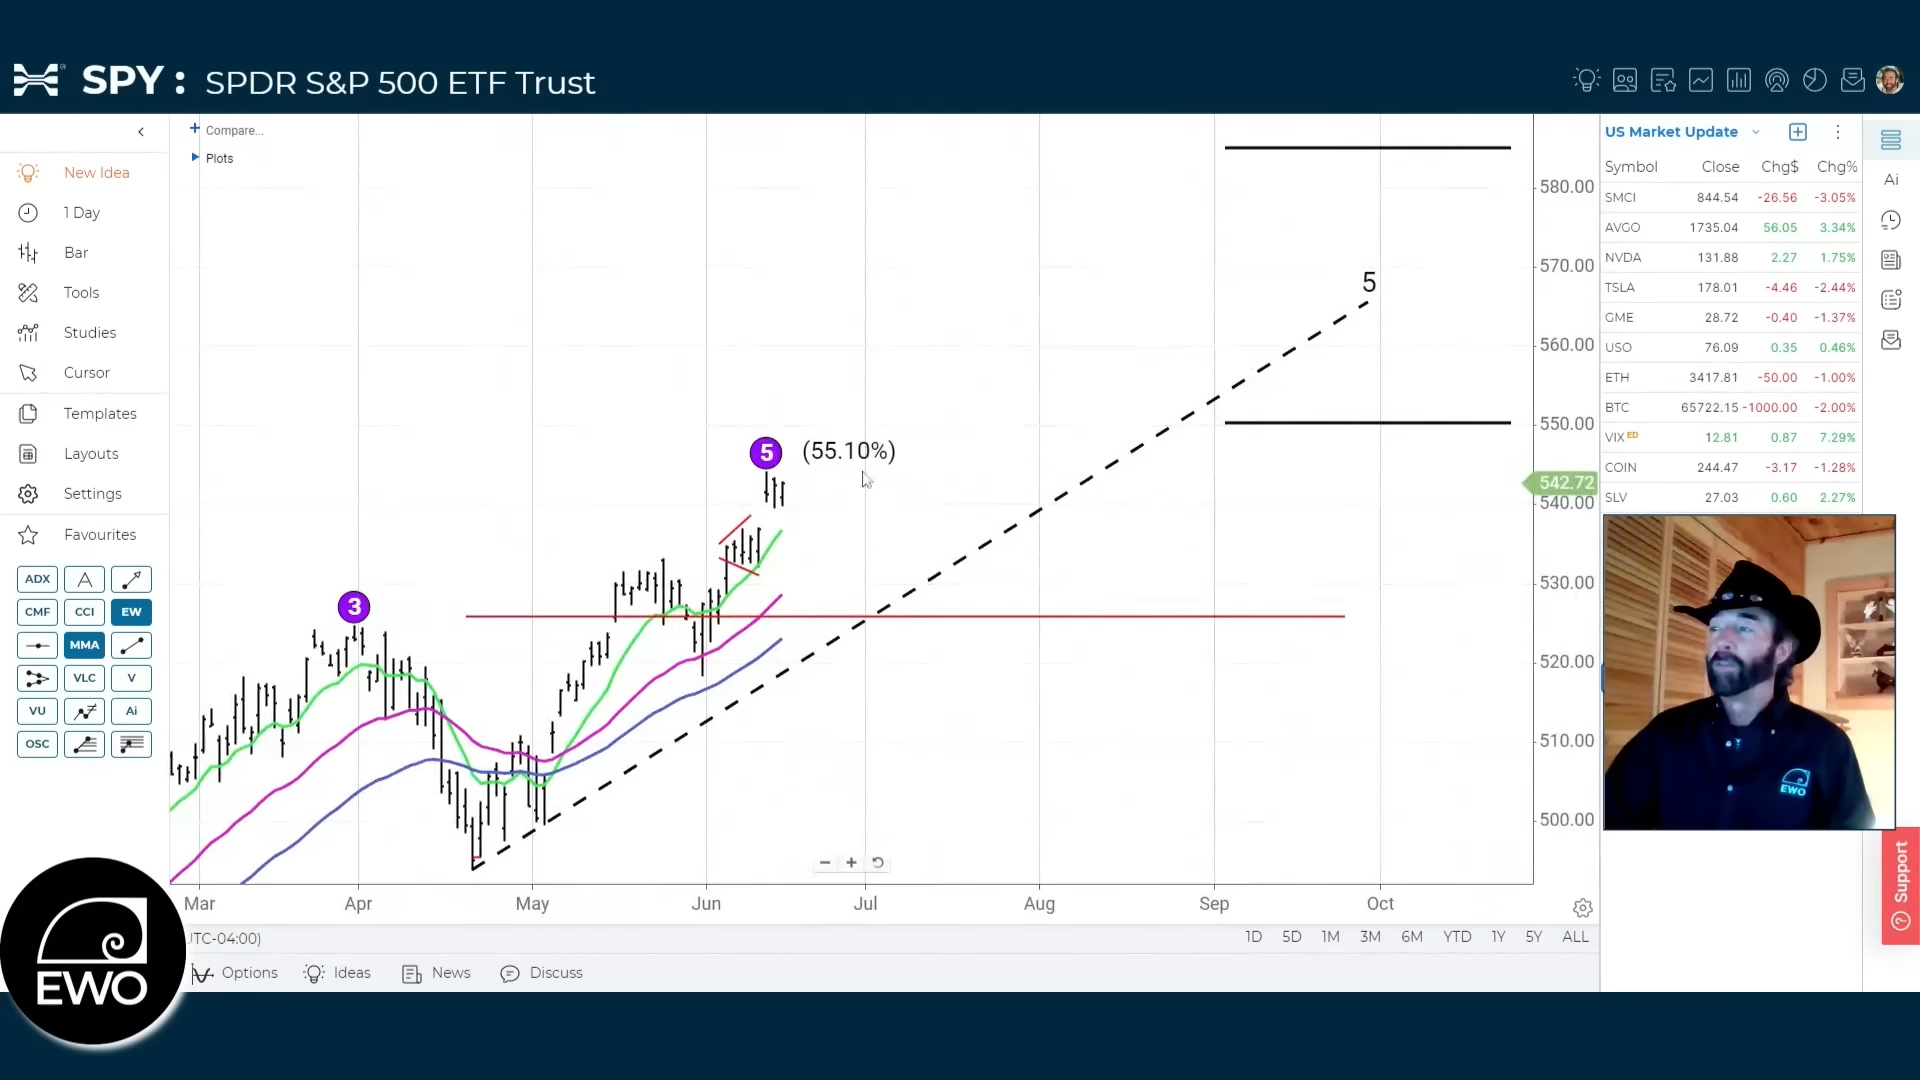 SPY : SPDR S&P 500 ETF Trust
New Idea
1 Day
Bar
Tools
Studies
Cursor
Templates
Layouts
Settings
Favourites
ADX
CMF CCI EW
MMA
VLC V
VU Ai
OSC
EWO
Compare...
Plots
3
5 (55.10%)
5
580.00
570.00
560.00
550.00
542.72
540.00
530.00
520.00
510.00
500.00
Mar Apr May Jun Jul Aug Sep Oct
UTC-04:00) 1D 5D 1M 3M 6M YTD 1Y 5Y ALL
Options Ideas News Discuss
US Market Update
Symbol Close Chg$ Chg%
SMCI 844.54 -26.56 -3.05%
AVGO 1735.04 56.05 3.34%
NVDA 131.88 2.27 1.75%
TSLA 178.01 -4.46 -2.44%
GME 28.72 -0.40 -1.37%
USO 76.09 0.35 0.46%
ETH 3417.81 -50.00 -1.00%
BTC 65722.15 -1000.00 -2.00%
VIX ED 12.81 0.87 7.29%
COIN 244.47 -3.17 -1.28%
SLV 27.03 0.60 2.27%
Ai
EWO
Support